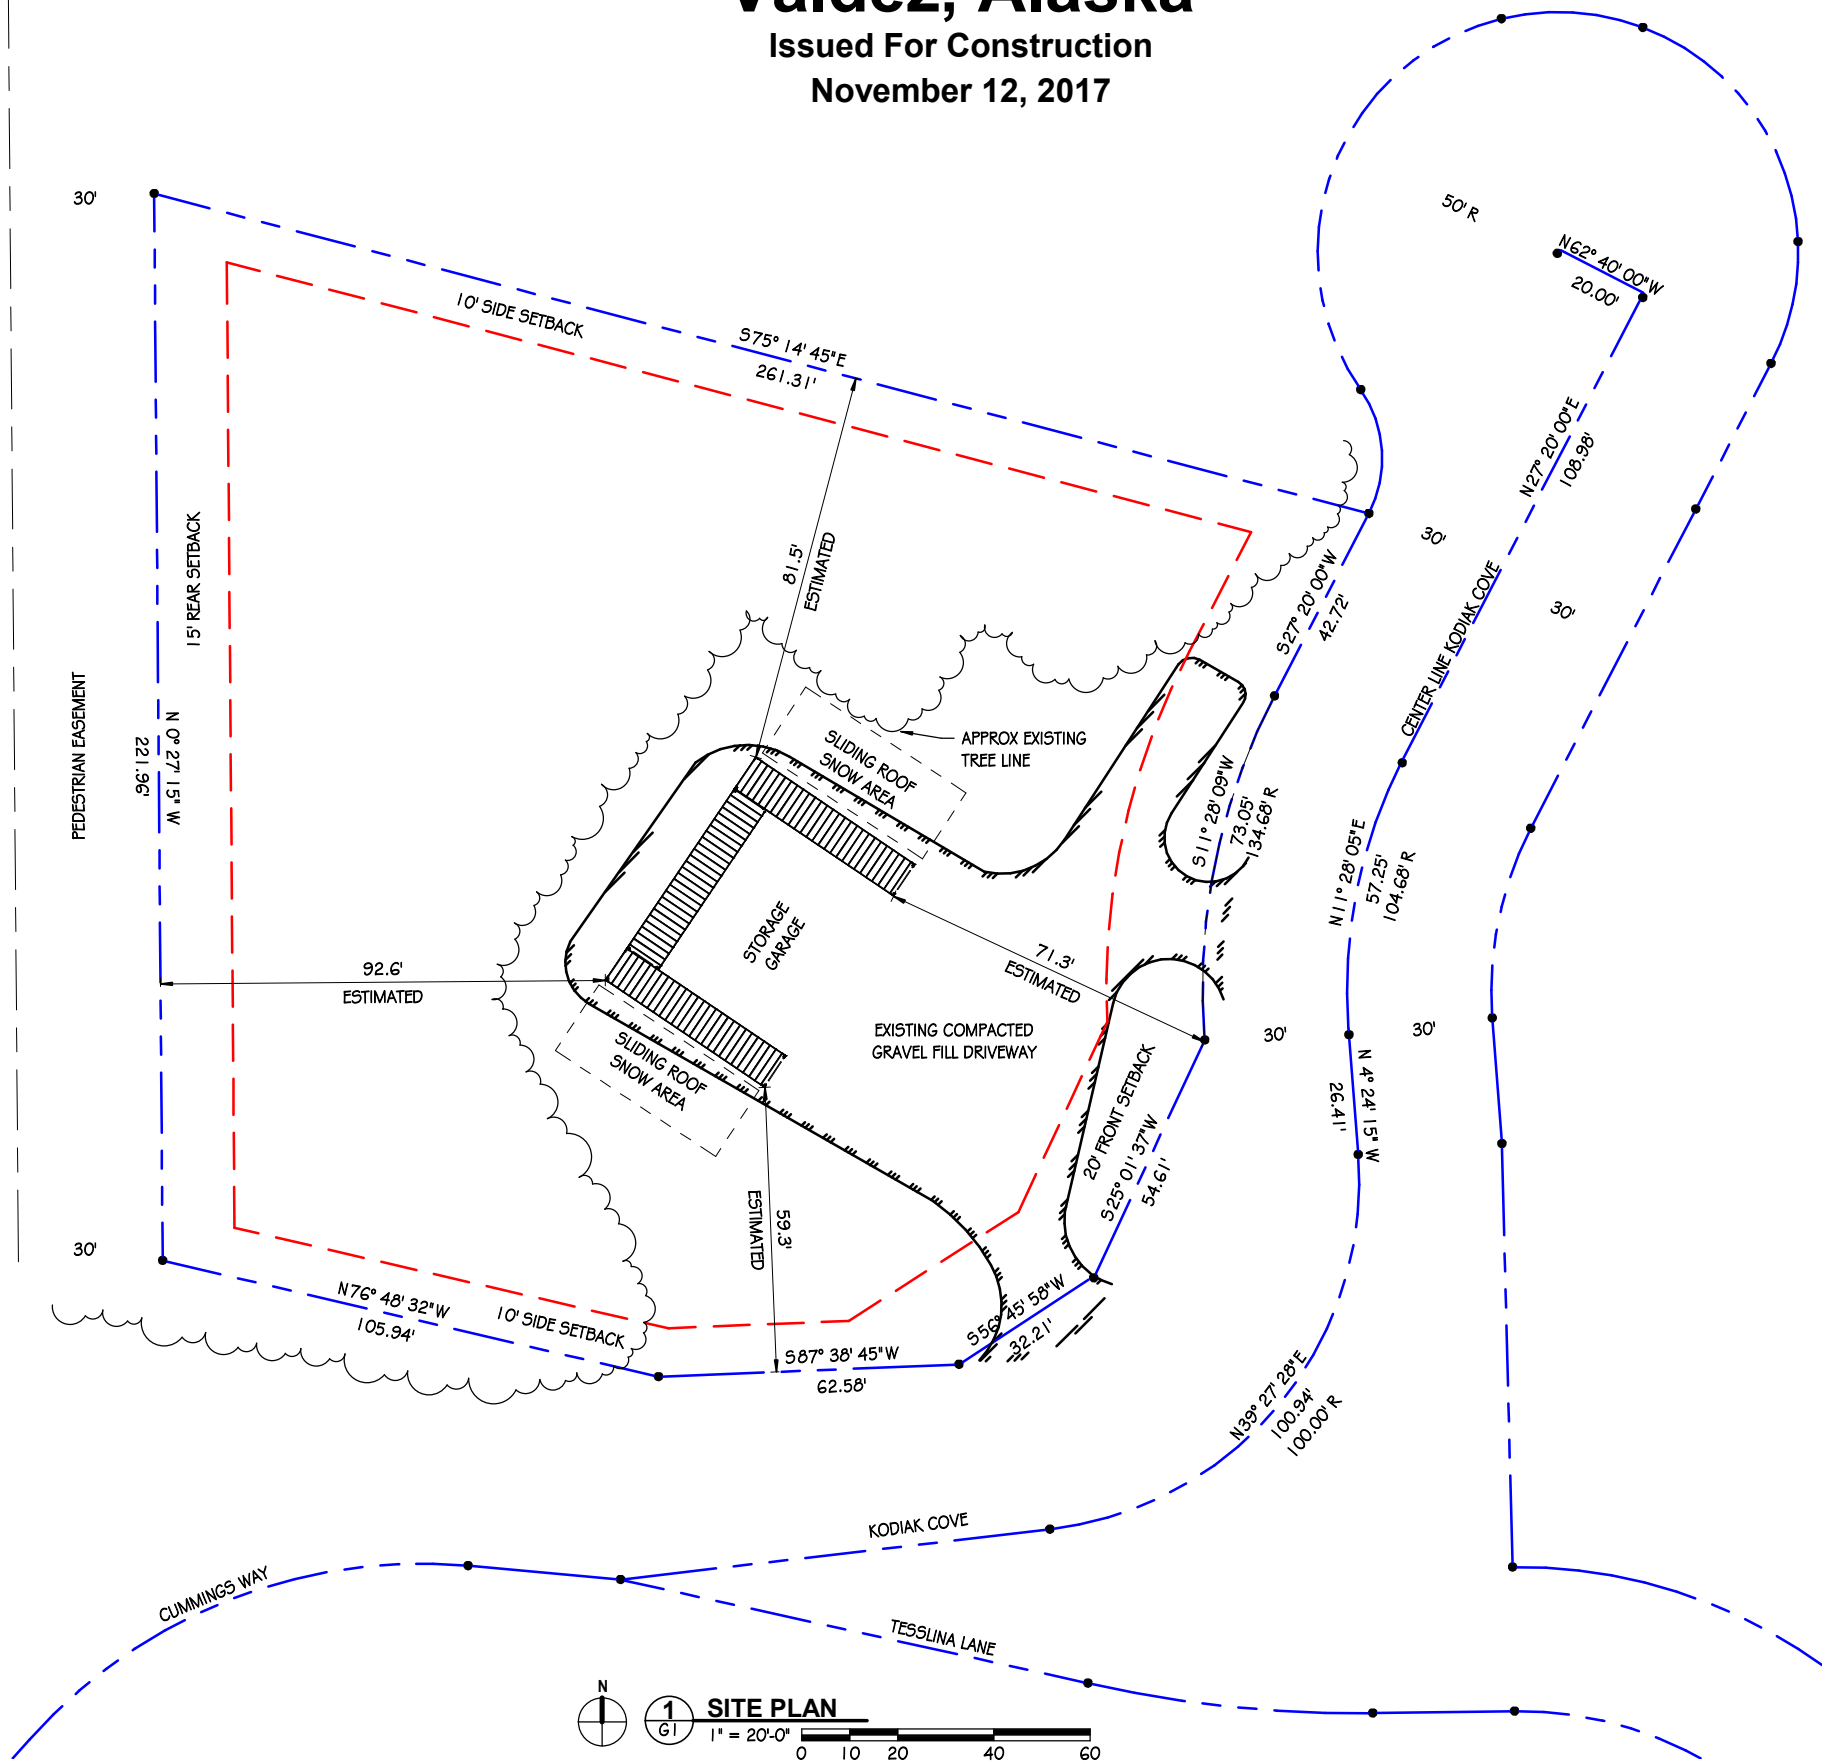 Valdez, Alaska
Issued For Construction
November 12, 2017
30'
50' R
N62° 40' 00"W
20.00'
10' SIDE SETBACK
S75° 14' 45"E
261.31'
N27° 20' 00"E
108.98'
15' REAR SETBACK
81.5'
ESTIMATED
30'
S27° 20' 00"W
42.72'
30'
CENTER LINE KODIAK COVE
PEDESTRIAN EASEMENT
N 0° 27' 15" W
221.96'
APPROX EXISTING
TREE LINE
SLIDING ROOF
SNOW AREA
S11° 28' 09"W
73.05'
134.68' R
N11° 28' 05"E
57.25'
104.68' R
STORAGE
GARAGE
92.6'
ESTIMATED
71.3'
ESTIMATED
EXISTING COMPACTED
GRAVEL FILL DRIVEWAY
30'
30'
SLIDING ROOF
SNOW AREA
20' FRONT SETBACK
N 4° 24' 15" W
26.41'
S25° 01' 37"W
54.61'
59.3'
ESTIMATED
30'
N76° 48' 32"W
105.94'
10' SIDE SETBACK
S56° 45' 58"W
32.21'
S87° 38' 45"W
62.58'
N39° 27' 28"E
100.94'
100.00' R
KODIAK COVE
CUMMINGS WAY
TESSLINA LANE
N
1
G1
SITE PLAN
1" = 20'-0"
0 10 20 40 60